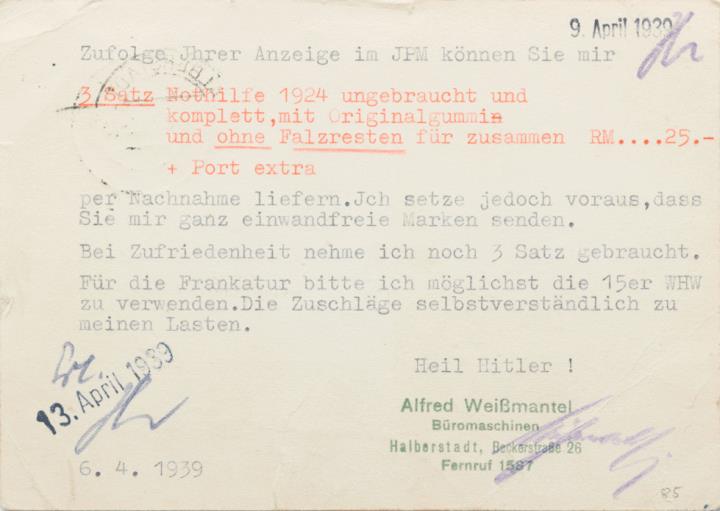 9. April 1939
Zufolge Jhrer Anzeige im JPM können Sie mir
3 Satz Nothilfe 1924 ungebraucht und
komplett,mit Originalgummin
und ohne Falzresten für zusammen RM....25.-
+ Port extra
per Nachnahme liefern.Jch setze jedoch voraus,dass
Sie mir ganz einwandfreie Marken senden.
Bei Zufriedenheit nehme ich noch 3 Satz gebraucht.
Für die Frankatur bitte ich möglichst die 15er WHW
zu verwenden.Die Zuschläge selbstverständlich zu
meinen Lasten.
Heil Hitler !
Erl.
13. April 1939
Alfred Weißmantel
Büromaschinen
Halberstadt, Beckerstraße 26
Fernruf 1587
6. 4. 1939
85